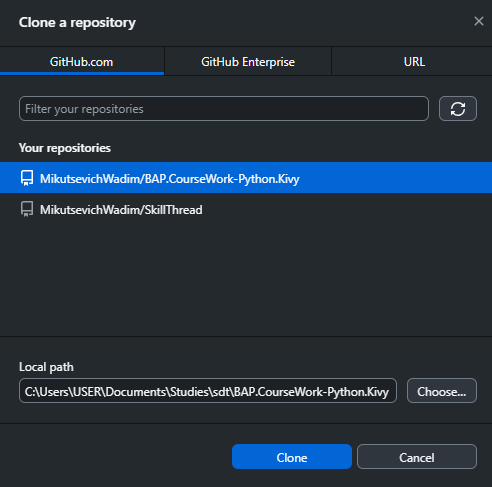 Clone a repository
GitHub.com
GitHub Enterprise
URL
Filter your repositories
Your repositories
MikutsevichWadim/BAP.CourseWork-Python.Kivy
MikutsevichWadim/SkillThread
Local path
C:\Users\USER\Documents\Studies\sdt\BAP.CourseWork-Python.Kivy
Choose...
Clone
Cancel